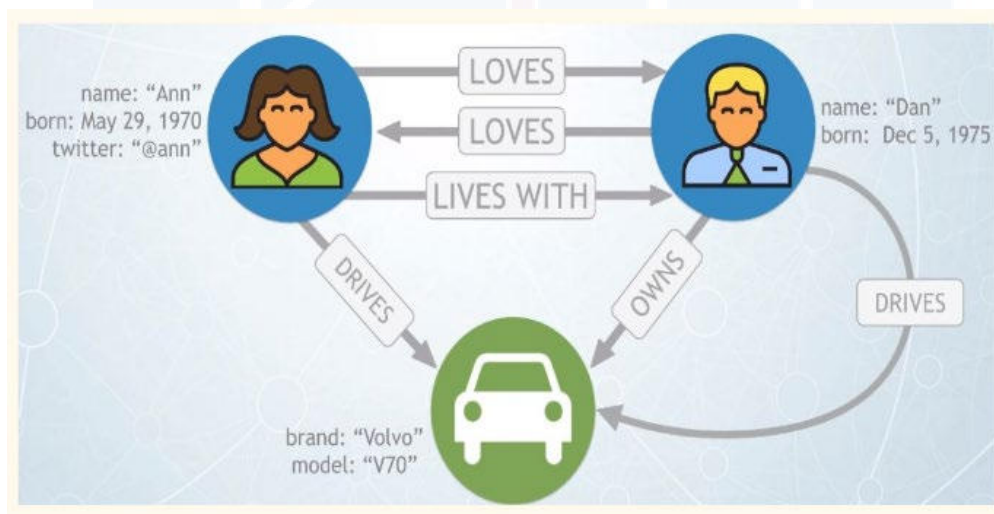 LOVES
name: “Ann”
born: May 29, 1970
twitter: “@ann”
name: “Dan”
born: Dec 5, 1975
LOVES
LIVES WITH
DRIVES
OWNS
DRIVES
brand: “Volvo”
model: “V70”